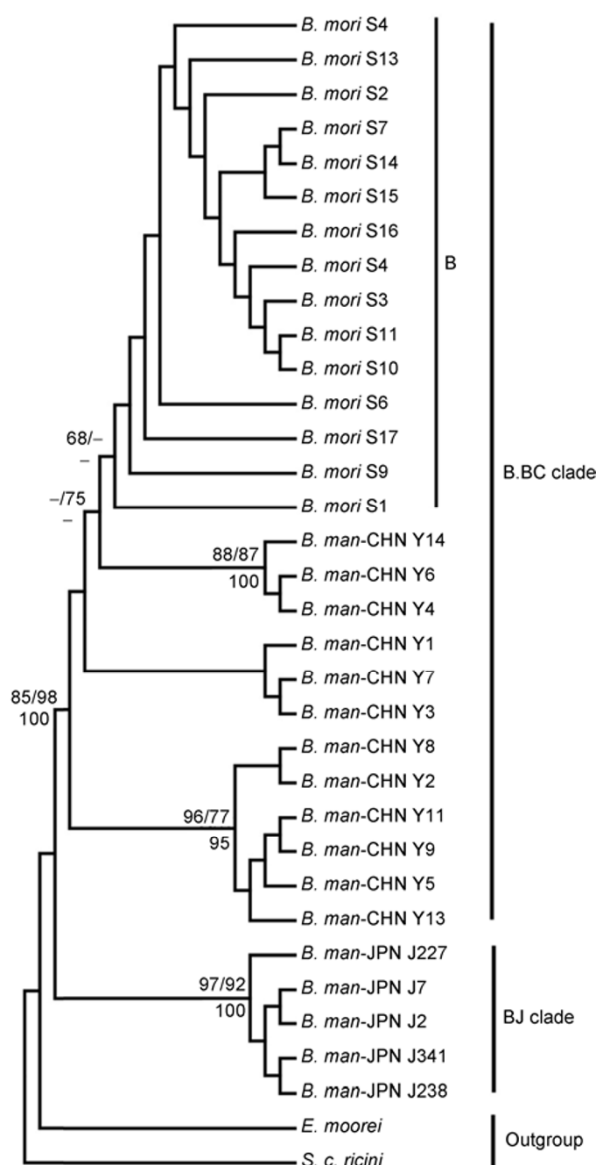 B. mori S4
B. mori S13
B. mori S2
B. mori S7
B. mori S14
B. mori S15
B. mori S16
B. mori S4
B. mori S3
B. mori S11
B. mori S10
B. mori S6
B. mori S17
B. mori S9
B. mori S1
B. man-CHN Y14
B. man-CHN Y6
B. man-CHN Y4
B. man-CHN Y1
B. man-CHN Y7
B. man-CHN Y3
B. man-CHN Y8
B. man-CHN Y2
B. man-CHN Y11
B. man-CHN Y9
B. man-CHN Y5
B. man-CHN Y13
B. man-JPN J227
B. man-JPN J7
B. man-JPN J2
B. man-JPN J341
B. man-JPN J238
E. moorei
S. c. ricini
68/–
–
–/75
–
88/87
100
85/98
100
96/77
95
97/92
100
B
B.BC clade
BJ clade
Outgroup